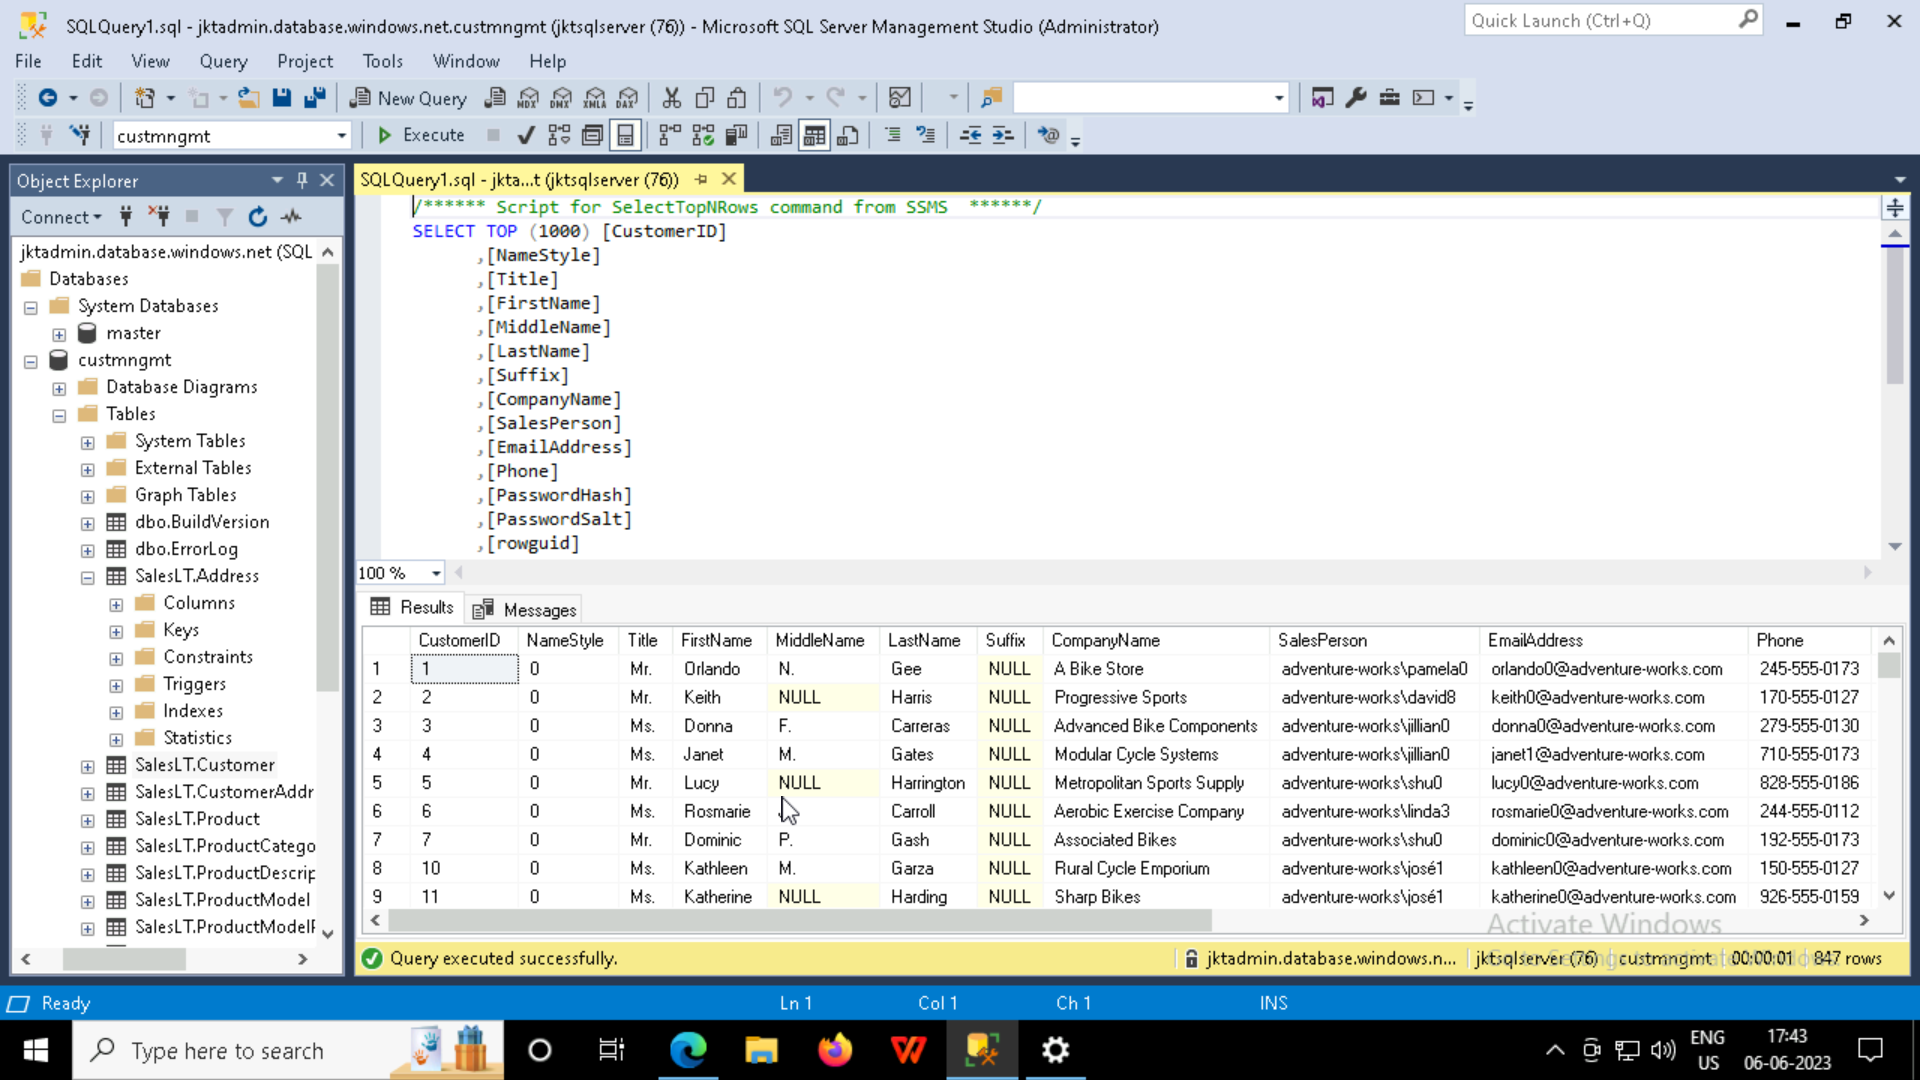 SQLQuery1.sql - jktadmin.database.windows.net.custmngmt (jktsqlserver (76)) - Microsoft SQL Server Management Studio (Administrator)
Quick Launch (Ctrl+Q)
File Edit View Query Project Tools Window Help
New Query MDX DMX XMLA DAX
custmngmt Execute
Object Explorer
Connect
jktadmin.database.windows.net (SQL
Databases
System Databases
master
custmngmt
Database Diagrams
Tables
System Tables
External Tables
Graph Tables
dbo.BuildVersion
dbo.ErrorLog
SalesLT.Address
Columns
Keys
Constraints
Triggers
Indexes
Statistics
SalesLT.Customer
SalesLT.CustomerAddr
SalesLT.Product
SalesLT.ProductCatego
SalesLT.ProductDescrip
SalesLT.ProductModel
SalesLT.ProductModelF
SQLQuery1.sql - jkta...t (jktsqlserver (76))
/****** Script for SelectTopNRows command from SSMS ******/
SELECT TOP (1000) [CustomerID]
,[NameStyle]
,[Title]
,[FirstName]
,[MiddleName]
,[LastName]
,[Suffix]
,[CompanyName]
,[SalesPerson]
,[EmailAddress]
,[Phone]
,[PasswordHash]
,[PasswordSalt]
,[rowguid]
100 %
Results Messages
CustomerID NameStyle Title FirstName MiddleName LastName Suffix CompanyName SalesPerson EmailAddress Phone
1 1 0 Mr. Orlando N. Gee NULL A Bike Store adventure-works\pamela0 orlando0@adventure-works.com 245-555-0173
2 2 0 Mr. Keith NULL Harris NULL Progressive Sports adventure-works\david8 keith0@adventure-works.com 170-555-0127
3 3 0 Ms. Donna F. Carreras NULL Advanced Bike Components adventure-works\jillian0 donna0@adventure-works.com 279-555-0130
4 4 0 Ms. Janet M. Gates NULL Modular Cycle Systems adventure-works\jillian0 janet1@adventure-works.com 710-555-0173
5 5 0 Mr. Lucy NULL Harrington NULL Metropolitan Sports Supply adventure-works\shu0 lucy0@adventure-works.com 828-555-0186
6 6 0 Ms. Rosmarie Carroll NULL Aerobic Exercise Company adventure-works\linda3 rosmarie0@adventure-works.com 244-555-0112
7 7 0 Mr. Dominic P. Gash NULL Associated Bikes adventure-works\shu0 dominic0@adventure-works.com 192-555-0173
8 10 0 Ms. Kathleen M. Garza NULL Rural Cycle Emporium adventure-works\josé1 kathleen0@adventure-works.com 150-555-0127
9 11 0 Ms. Katherine NULL Harding NULL Sharp Bikes adventure-works\josé1 katherine0@adventure-works.com 926-555-0159
Activate Windows
Query executed successfully. jktadmin.database.windows.n... jktsqlserver (76) custmngmt 00:00:01 847 rows
Ready Ln 1 Col 1 Ch 1 INS
Type here to search
ENG 17:43
US 06-06-2023